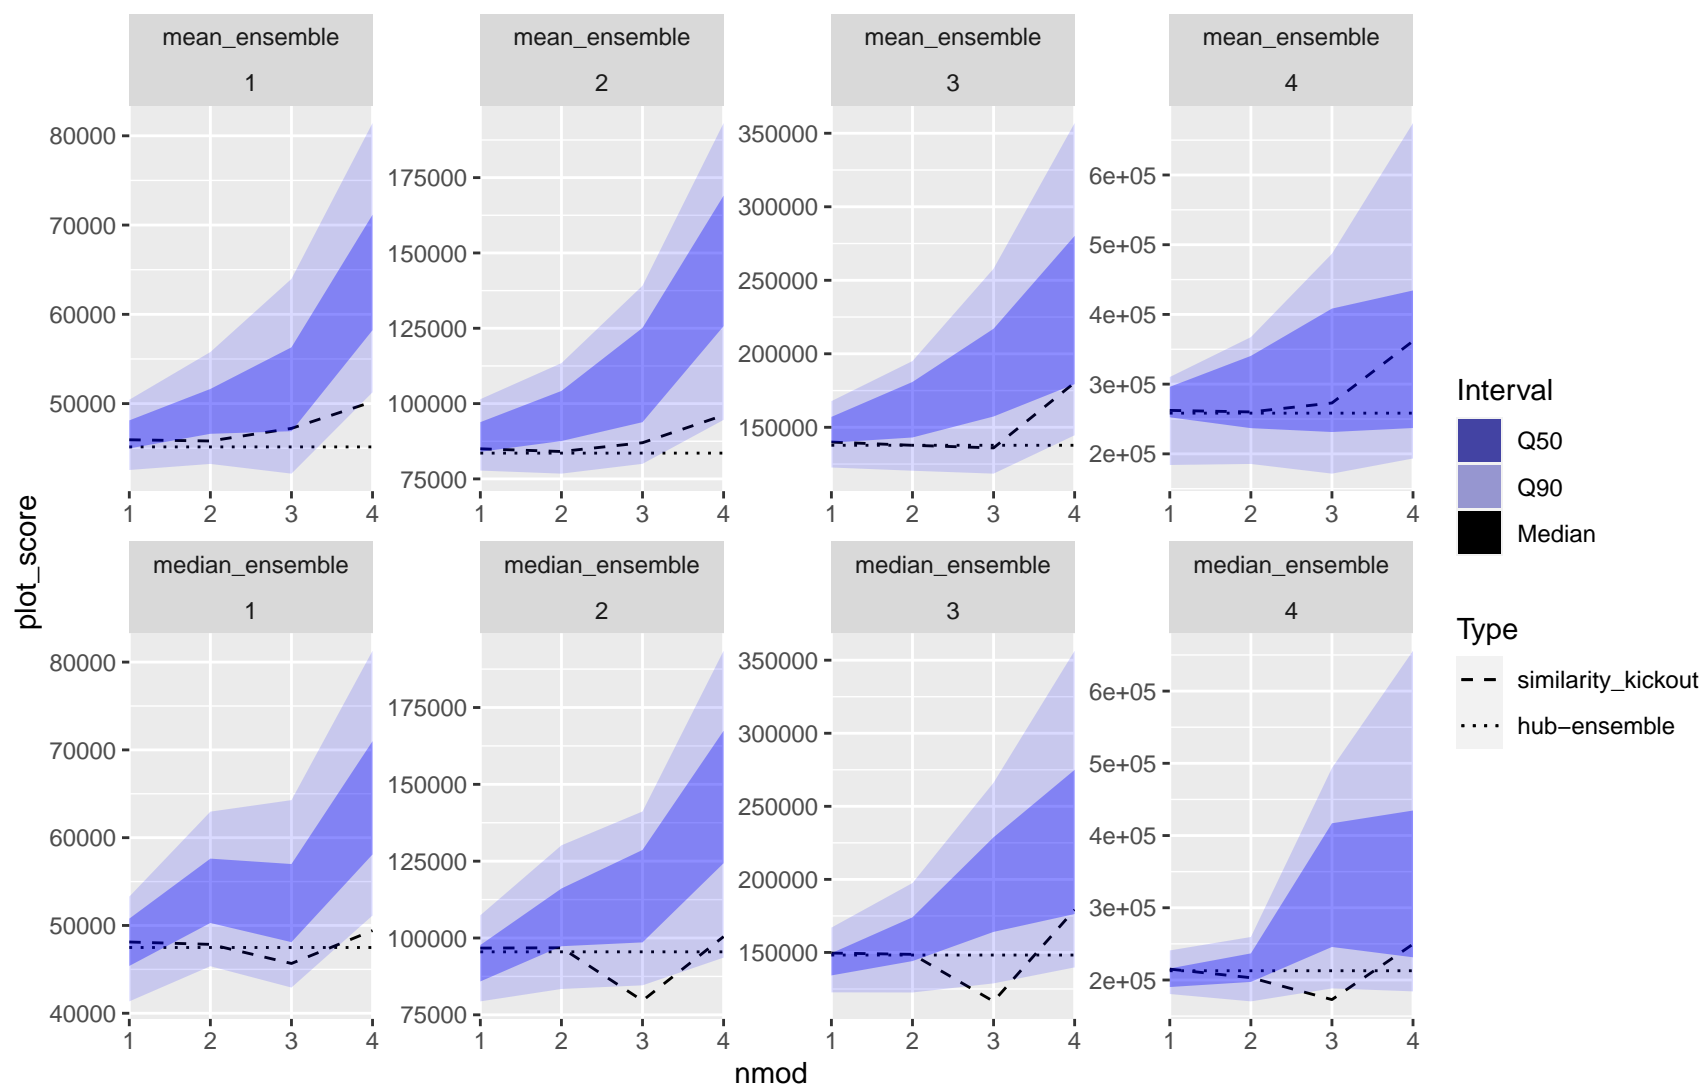 mean_ensemble
1
mean_ensemble
2
mean_ensemble
3
mean_ensemble
4
80000
70000
60000
50000
175000
150000
125000
100000
75000
350000
300000
250000
200000
150000
6e+05
5e+05
4e+05
3e+05
2e+05
1 2 3 4
1 2 3 4
1 2 3 4
1 2 3 4
median_ensemble
1
median_ensemble
2
median_ensemble
3
median_ensemble
4
80000
70000
60000
50000
40000
175000
150000
125000
100000
75000
350000
300000
250000
200000
150000
6e+05
5e+05
4e+05
3e+05
2e+05
1 2 3 4
1 2 3 4
1 2 3 4
1 2 3 4
plot_score
nmod
Interval
Q50
Q90
Median
Type
similarity_kickout
hub−ensemble